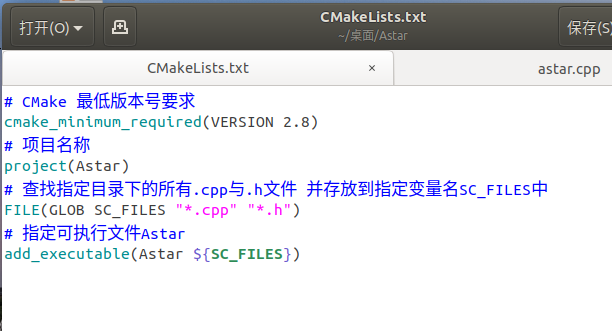 打开(O)
CMakeLists.txt
~/桌面/Astar
保存(S)
CMakeLists.txt ×
astar.cpp
# CMake 最低版本号要求
cmake_minimum_required(VERSION 2.8)
# 项目名称
project(Astar)
# 查找指定目录下的所有.cpp与.h文件 并存放到指定变量名SC_FILES中
FILE(GLOB SC_FILES "*.cpp" "*.h")
# 指定可执行文件Astar
add_executable(Astar ${SC_FILES})